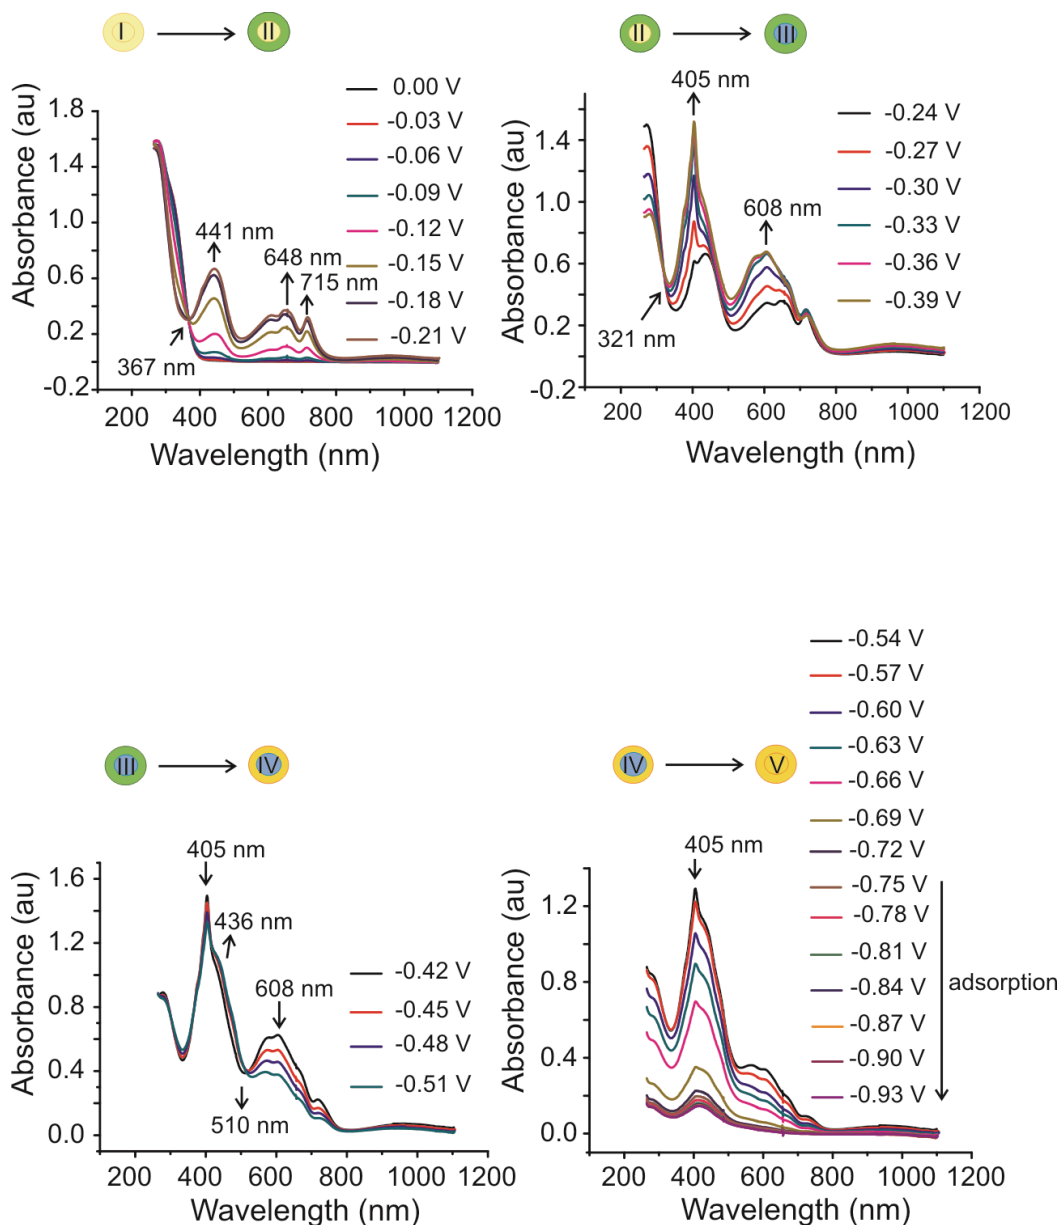 I II
0.00 V
-0.03 V
-0.06 V
-0.09 V
-0.12 V
-0.15 V
-0.18 V
-0.21 V
441 nm
648 nm
715 nm
367 nm
1.8
1.4
1.0
0.6
0.2
-0.2
Absorbance (au)
200 400 600 800 1000 1200
Wavelength (nm)
II III
405 nm
608 nm
321 nm
-0.24 V
-0.27 V
-0.30 V
-0.33 V
-0.36 V
-0.39 V
1.4
1.0
0.6
0.2
-0.2
Absorbance (au)
200 400 600 800 1000 1200
Wavelength (nm)
III IV
405 nm
436 nm
608 nm
510 nm
-0.42 V
-0.45 V
-0.48 V
-0.51 V
1.6
1.2
0.8
0.4
0.0
Absorbance (au)
200 400 600 800 1000 1200
Wavelength (nm)
IV V
405 nm
-0.54 V
-0.57 V
-0.60 V
-0.63 V
-0.66 V
-0.69 V
-0.72 V
-0.75 V
-0.78 V
-0.81 V
-0.84 V
-0.87 V
-0.90 V
-0.93 V
adsorption
1.2
0.8
0.4
0.0
Absorbance (au)
200 400 600 800 1000 1200
Wavelength (nm)